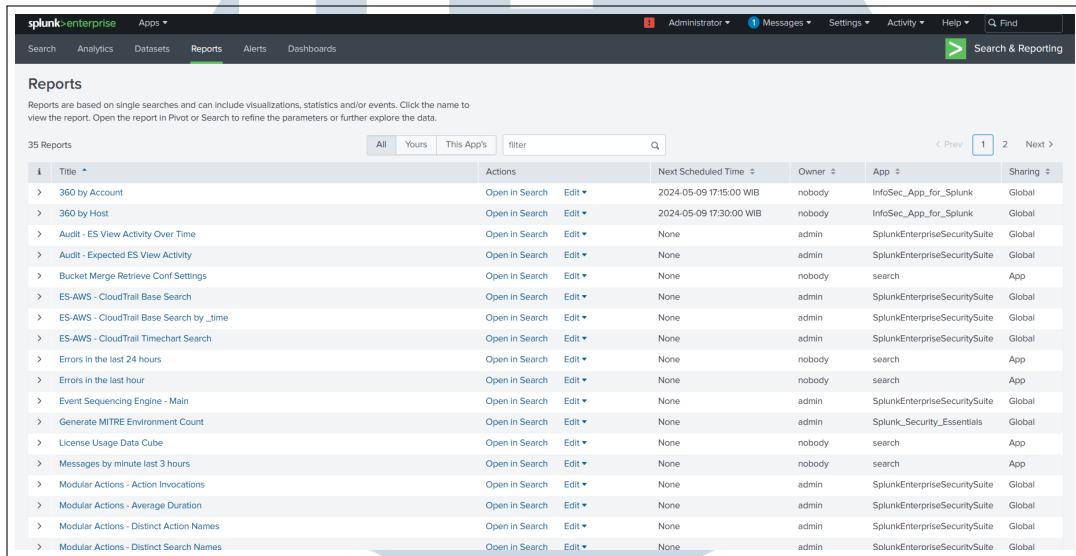 splunk>enterprise Apps ▾ ! Administrator ▾ 1 Messages ▾ Settings ▾ Activity ▾ Help ▾ Find
Search Analytics Datasets Reports Alerts Dashboards > Search & Reporting
Reports
Reports are based on single searches and can include visualizations, statistics and/or events. Click the name to
view the report. Open the report in Pivot or Search to refine the parameters or further explore the data.
35 Reports All Yours This App's filter < Prev 1 2 Next >
i Title Actions Next Scheduled Time Owner App Sharing
> 360 by Account Open in Search Edit ▾ 2024-05-09 17:15:00 WIB nobody InfoSec_App_for_Splunk Global
> 360 by Host Open in Search Edit ▾ 2024-05-09 17:30:00 WIB nobody InfoSec_App_for_Splunk Global
> Audit - ES View Activity Over Time Open in Search Edit ▾ None admin SplunkEnterpriseSecuritySuite Global
> Audit - Expected ES View Activity Open in Search Edit ▾ None admin SplunkEnterpriseSecuritySuite Global
> Bucket Merge Retrieve Conf Settings Open in Search Edit ▾ None nobody search App
> ES-AWS - CloudTrail Base Search Open in Search Edit ▾ None admin SplunkEnterpriseSecuritySuite Global
> ES-AWS - CloudTrail Base Search by _time Open in Search Edit ▾ None admin SplunkEnterpriseSecuritySuite Global
> ES-AWS - CloudTrail Timechart Search Open in Search Edit ▾ None admin SplunkEnterpriseSecuritySuite Global
> Errors in the last 24 hours Open in Search Edit ▾ None nobody search App
> Errors in the last hour Open in Search Edit ▾ None nobody search App
> Event Sequencing Engine - Main Open in Search Edit ▾ None admin SplunkEnterpriseSecuritySuite Global
> Generate MITRE Environment Count Open in Search Edit ▾ None admin Splunk_Security_Essentials Global
> License Usage Data Cube Open in Search Edit ▾ None nobody search App
> Messages by minute last 3 hours Open in Search Edit ▾ None nobody search App
> Modular Actions - Action Invocations Open in Search Edit ▾ None admin SplunkEnterpriseSecuritySuite Global
> Modular Actions - Average Duration Open in Search Edit ▾ None admin SplunkEnterpriseSecuritySuite Global
> Modular Actions - Distinct Action Names Open in Search Edit ▾ None admin SplunkEnterpriseSecuritySuite Global
> Modular Actions - Distinct Search Names Open in Search Edit ▾ None admin SplunkEnterpriseSecuritySuite Global